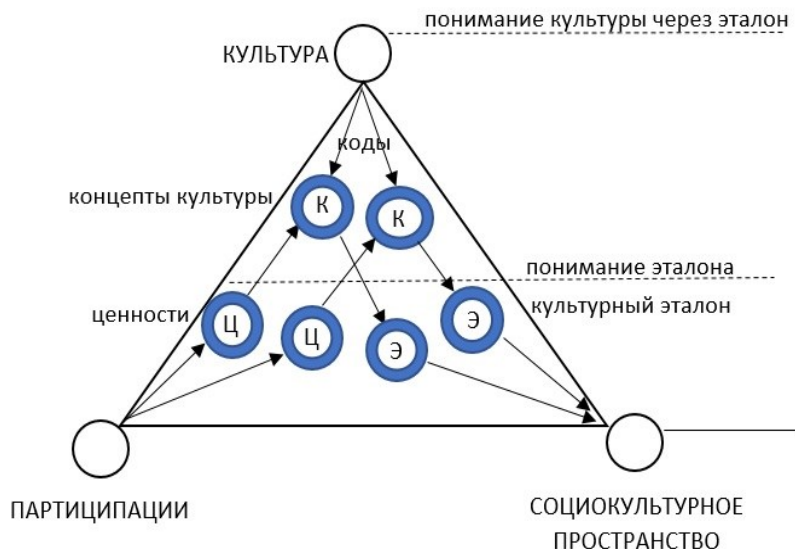 понимание культуры через эталон
КУЛЬТУРА
коды
концепты культуры
К
К
понимание эталона
ценности
культурный эталон
Ц
Ц
Э
Э
ПАРТИЦИПАЦИИ
СОЦИОКУЛЬТУРНОЕ
ПРОСТРАНСТВО